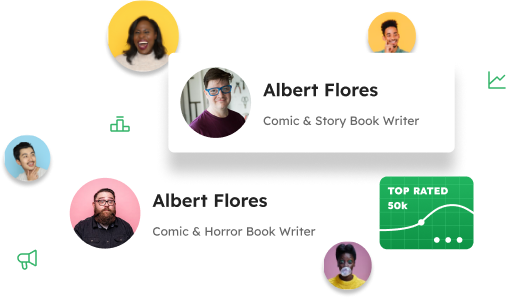 Albert Flores
Comic & Story Book Writer
Albert Flores
Comic & Horror Book Writer
TOP RATED
50k